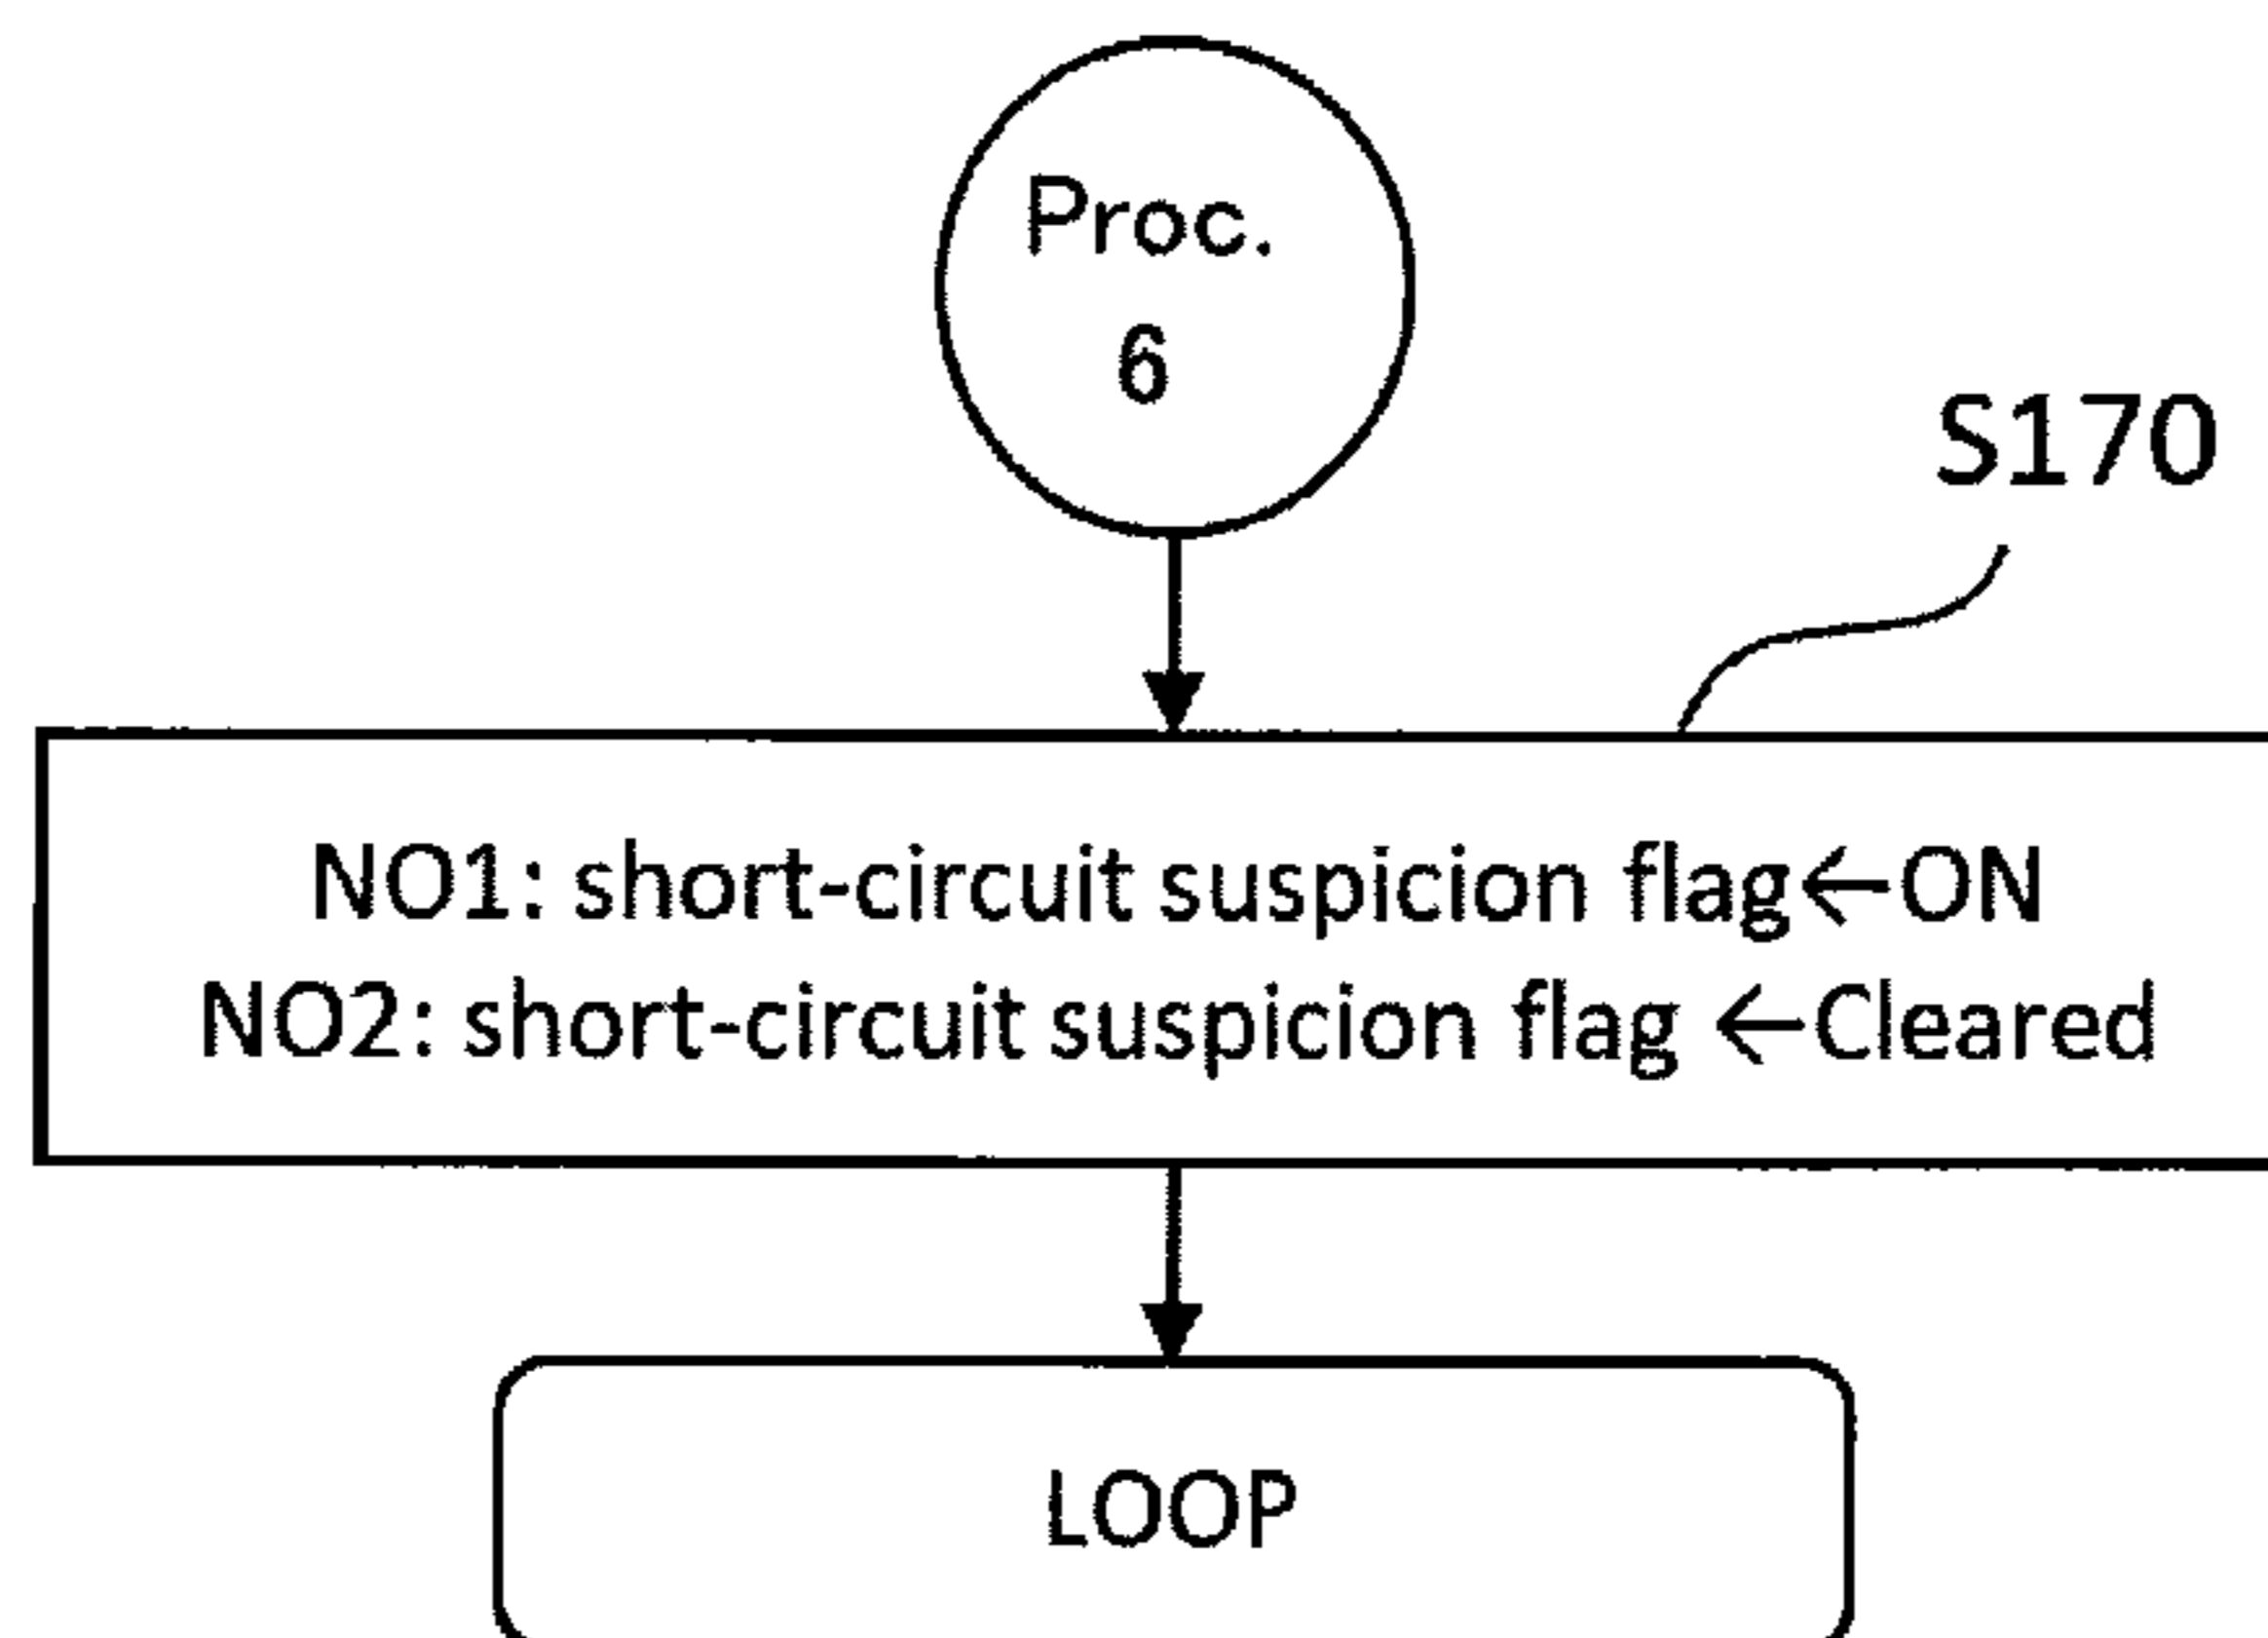 Proc.
6
S170
NO1: short-circuit suspicion flag←ON
NO2: short-circuit suspicion flag ←Cleared
LOOP